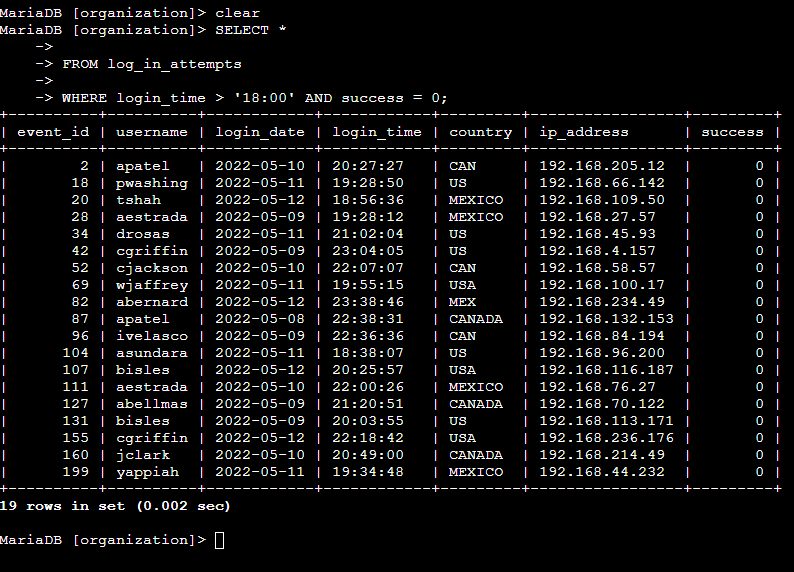 MariaDB [organization]> clear
MariaDB [organization]> SELECT *
    ->
    -> FROM log_in_attempts
    ->
    -> WHERE login_time > '18:00' AND success = 0;
+----------+----------+------------+------------+---------+-----------------+---------+
| event_id | username | login_date | login_time | country | ip_address      | success |
+----------+----------+------------+------------+---------+-----------------+---------+
|        2 | apatel   | 2022-05-10 | 20:27:27   | CAN     | 192.168.205.12  |       0 |
|       18 | pwashing | 2022-05-11 | 19:28:50   | US      | 192.168.66.142  |       0 |
|       20 | tshah    | 2022-05-12 | 18:56:36   | MEXICO  | 192.168.109.50  |       0 |
|       28 | aestrada | 2022-05-09 | 19:28:12   | MEXICO  | 192.168.27.57   |       0 |
|       34 | drosas   | 2022-05-11 | 21:02:04   | US      | 192.168.45.93   |       0 |
|       42 | cgriffin | 2022-05-09 | 23:04:05   | US      | 192.168.4.157   |       0 |
|       52 | cjackson | 2022-05-10 | 22:07:07   | CAN     | 192.168.58.57   |       0 |
|       69 | wjaffrey | 2022-05-11 | 19:55:15   | USA     | 192.168.100.17  |       0 |
|       82 | abernard | 2022-05-12 | 23:38:46   | MEX     | 192.168.234.49  |       0 |
|       87 | apatel   | 2022-05-08 | 22:38:31   | CANADA  | 192.168.132.153 |       0 |
|       96 | ivelasco | 2022-05-09 | 22:36:36   | CAN     | 192.168.84.194  |       0 |
|      104 | asundara | 2022-05-11 | 18:38:07   | US      | 192.168.96.200  |       0 |
|      107 | bisles   | 2022-05-12 | 20:25:57   | USA     | 192.168.116.187 |       0 |
|      111 | aestrada | 2022-05-10 | 22:00:26   | MEXICO  | 192.168.76.27   |       0 |
|      127 | abellmas | 2022-05-09 | 21:20:51   | CANADA  | 192.168.70.122  |       0 |
|      131 | bisles   | 2022-05-09 | 20:03:55   | US      | 192.168.113.171 |       0 |
|      155 | cgriffin | 2022-05-12 | 22:18:42   | USA     | 192.168.236.176 |       0 |
|      160 | jclark   | 2022-05-10 | 20:49:00   | CANADA  | 192.168.214.49  |       0 |
|      199 | yappiah  | 2022-05-11 | 19:34:48   | MEXICO  | 192.168.44.232  |       0 |
+----------+----------+------------+------------+---------+-----------------+---------+
19 rows in set (0.002 sec)
MariaDB [organization]>